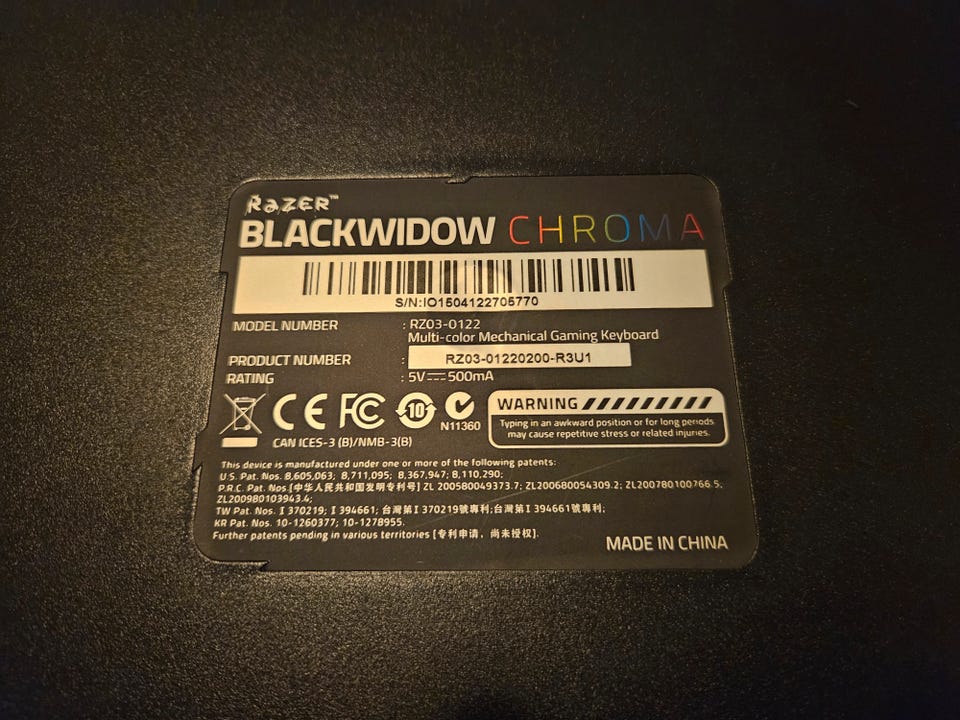 RAZER™
BLACKWIDOW CHROMA
S/N:IO1504122705770
MODEL NUMBER : RZ03-0122
Multi-color Mechanical Gaming Keyboard
PRODUCT NUMBER : RZ03-01220200-R3U1
RATING : 5V⎓500mA
CE FC 10 N11360
CAN ICES-3 (B)/NMB-3(B)
WARNING
Typing in an awkward position or for long periods
may cause repetitive stress or related injuries.
This device is manufactured under one or more of the following patents:
U.S. Pat. Nos. 8,605,063; 8,711,095; 8,367,947; 8,110,290;
P.R.C. Pat. Nos.[中华人民共和国发明专利号] ZL 200580049373.7; ZL200680054309.2; ZL200780100766.5,
ZL200980103943.4;
TW Pat. Nos. I 370219; I 394661; 台灣第I 370219號專利;台灣第I 394661號專利;
KR Pat. Nos. 10-1260377; 10-1278955.
Further patents pending in various territories [专利申请，尚未授权].
MADE IN CHINA